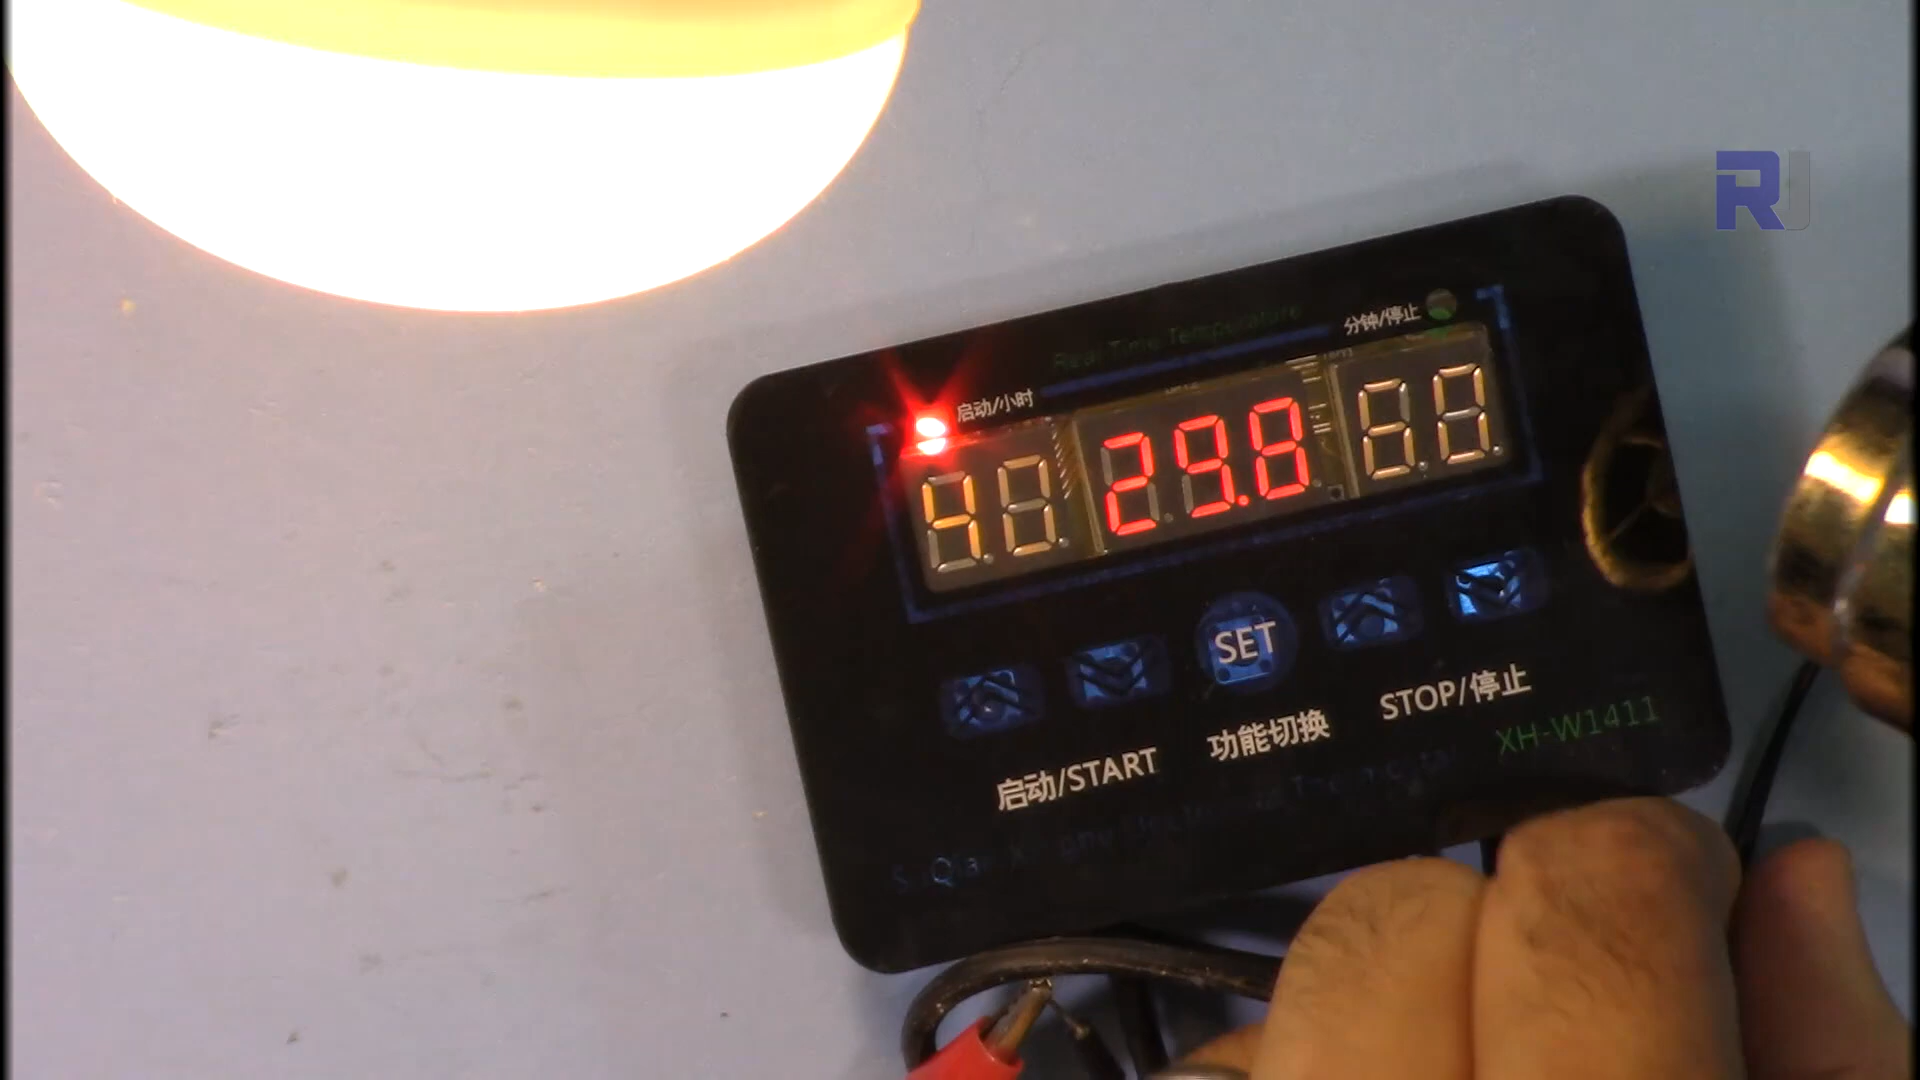 RJ
Real Time Temperature
分钟/停止
启动/小时
29.8
SET
启动/START
功能切换
STOP/停止
XH-W1411